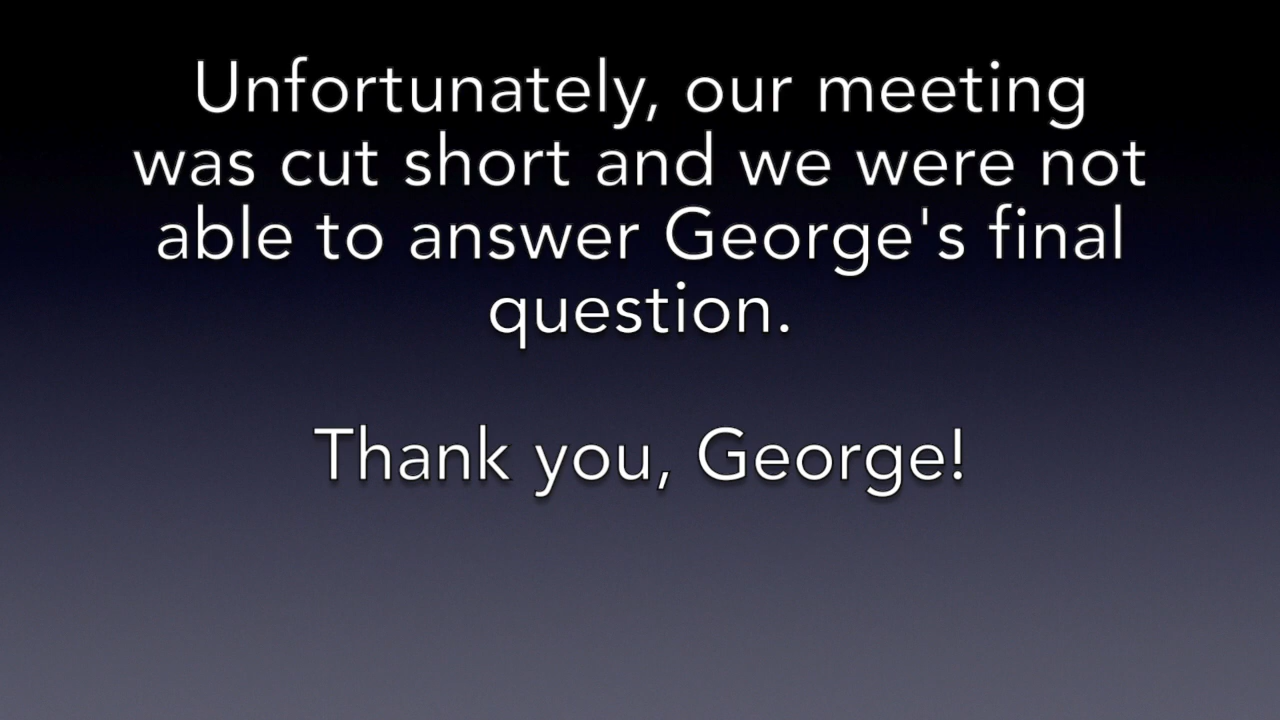 Unfortunately, our meeting
was cut short and we were not
able to answer George's final
question.
Thank you, George!